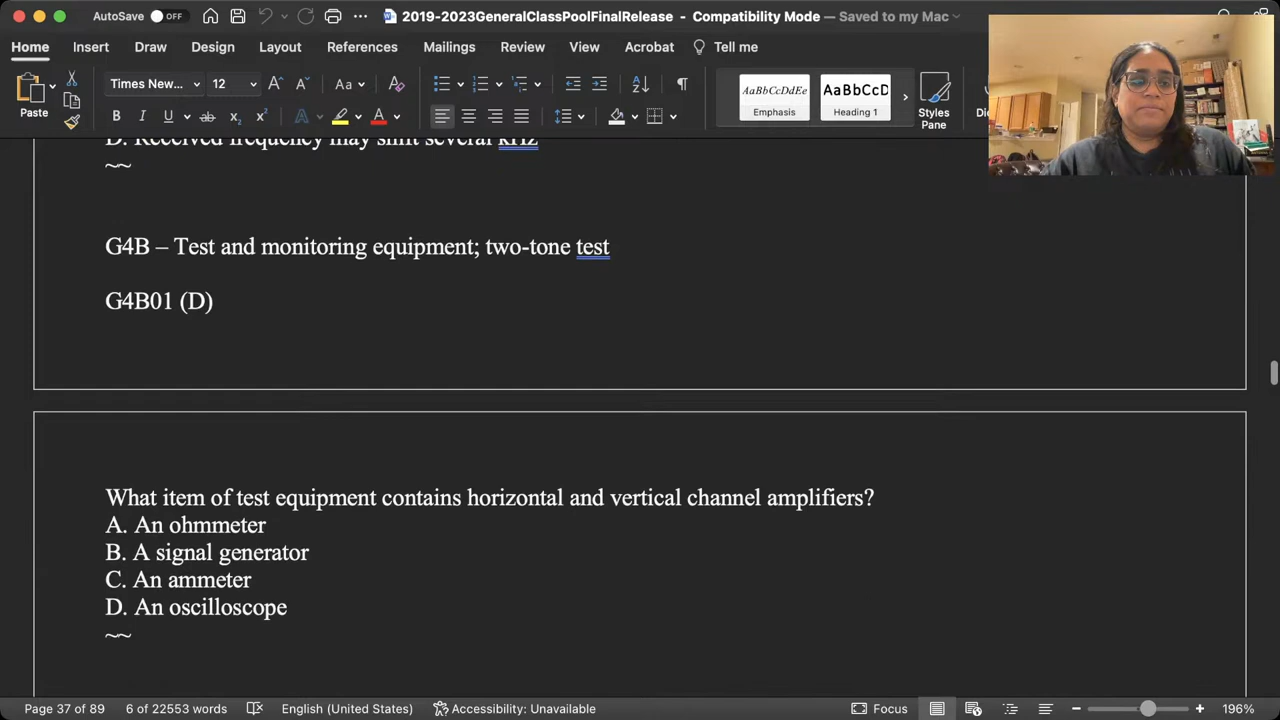 AutoSave OFF ... 2019-2023GeneralClassPoolFinalRelease - Compatibility Mode — Saved to my Mac
Home Insert Draw Design Layout References Mailings Review View Acrobat Tell me
Paste Times New... 12 Aa A AaBbCcDdEe AaBbCcD Styles Pane
B I U ab x₂ x² A A Emphasis Heading 1
D. Received frequency may shift several kHz
~~
G4B – Test and monitoring equipment; two-tone test
G4B01 (D)
What item of test equipment contains horizontal and vertical channel amplifiers?
A. An ohmmeter
B. A signal generator
C. An ammeter
D. An oscilloscope
~~
Page 37 of 89 6 of 22553 words English (United States) Accessibility: Unavailable Focus 196%